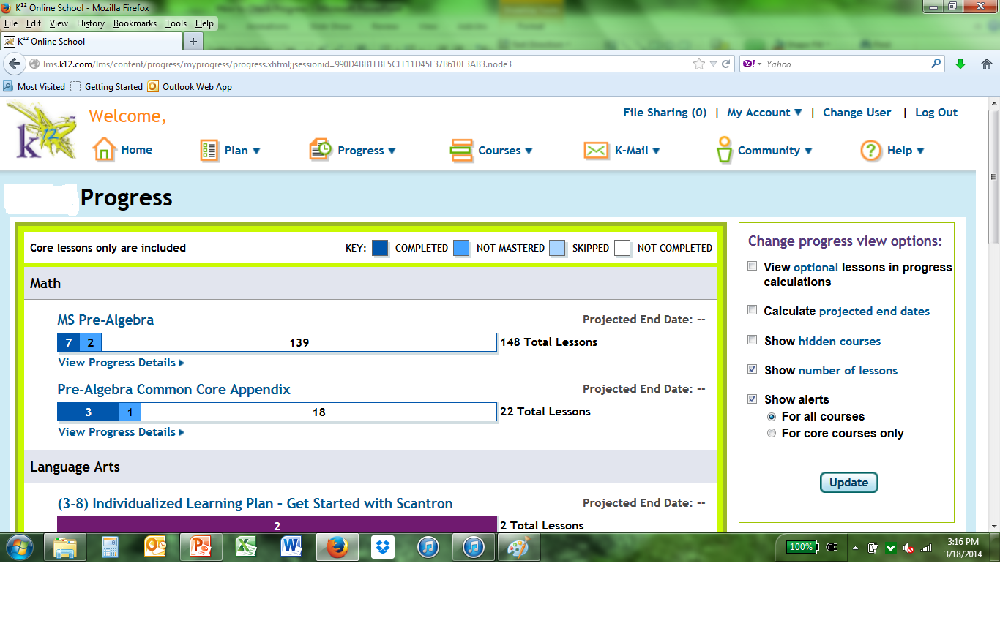 K12 Online School - Mozilla Firefox
File Edit View History Bookmarks Tools Help
K12 Online School
lms.k12.com/lms/content/progress/myprogress/progress.xhtml;jsessionid=990D4BB1EBE5CEE11D45F37B610F3AB3.node3
Yahoo
Most Visited Getting Started Outlook Web App
k12
Welcome,
File Sharing (0) | My Account | Change User | Log Out
Home Plan Progress Courses K-Mail Community Help
Progress
Core lessons only are included
KEY: COMPLETED NOT MASTERED SKIPPED NOT COMPLETED
Math
MS Pre-Algebra Projected End Date: --
7 2 139 148 Total Lessons
View Progress Details
Pre-Algebra Common Core Appendix Projected End Date: --
3 1 18 22 Total Lessons
View Progress Details
Language Arts
(3-8) Individualized Learning Plan - Get Started with Scantron Projected End Date: --
2 2 Total Lessons
Change progress view options:
View optional lessons in progress
calculations
Calculate projected end dates
Show hidden courses
Show number of lessons
Show alerts
For all courses
For core courses only
Update
100%
3:16 PM
3/18/2014